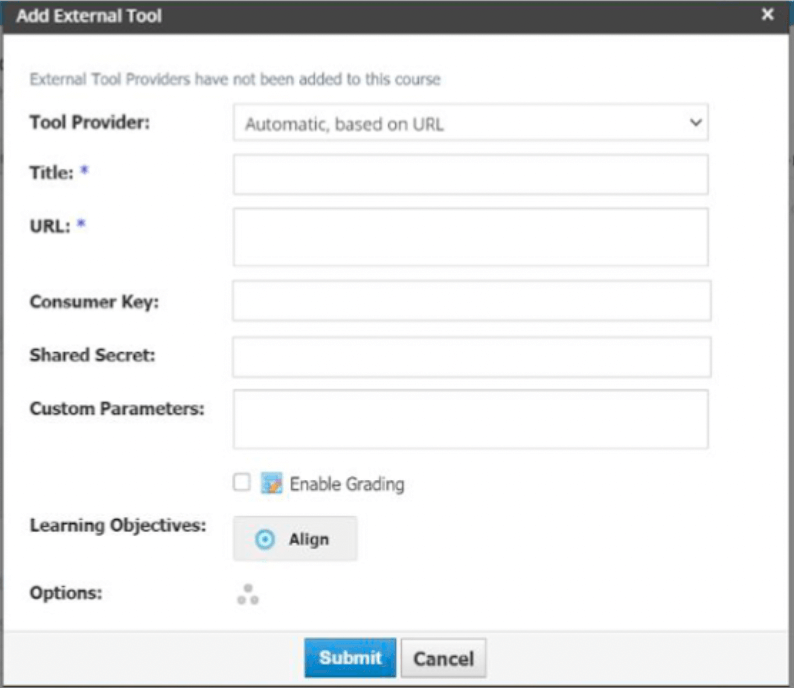 Add External Tool ×
External Tool Providers have not been added to this course
Tool Provider: Automatic, based on URL
Title: *
URL: *
Consumer Key:
Shared Secret:
Custom Parameters:
Enable Grading
Learning Objectives: Align
Options:
Submit Cancel